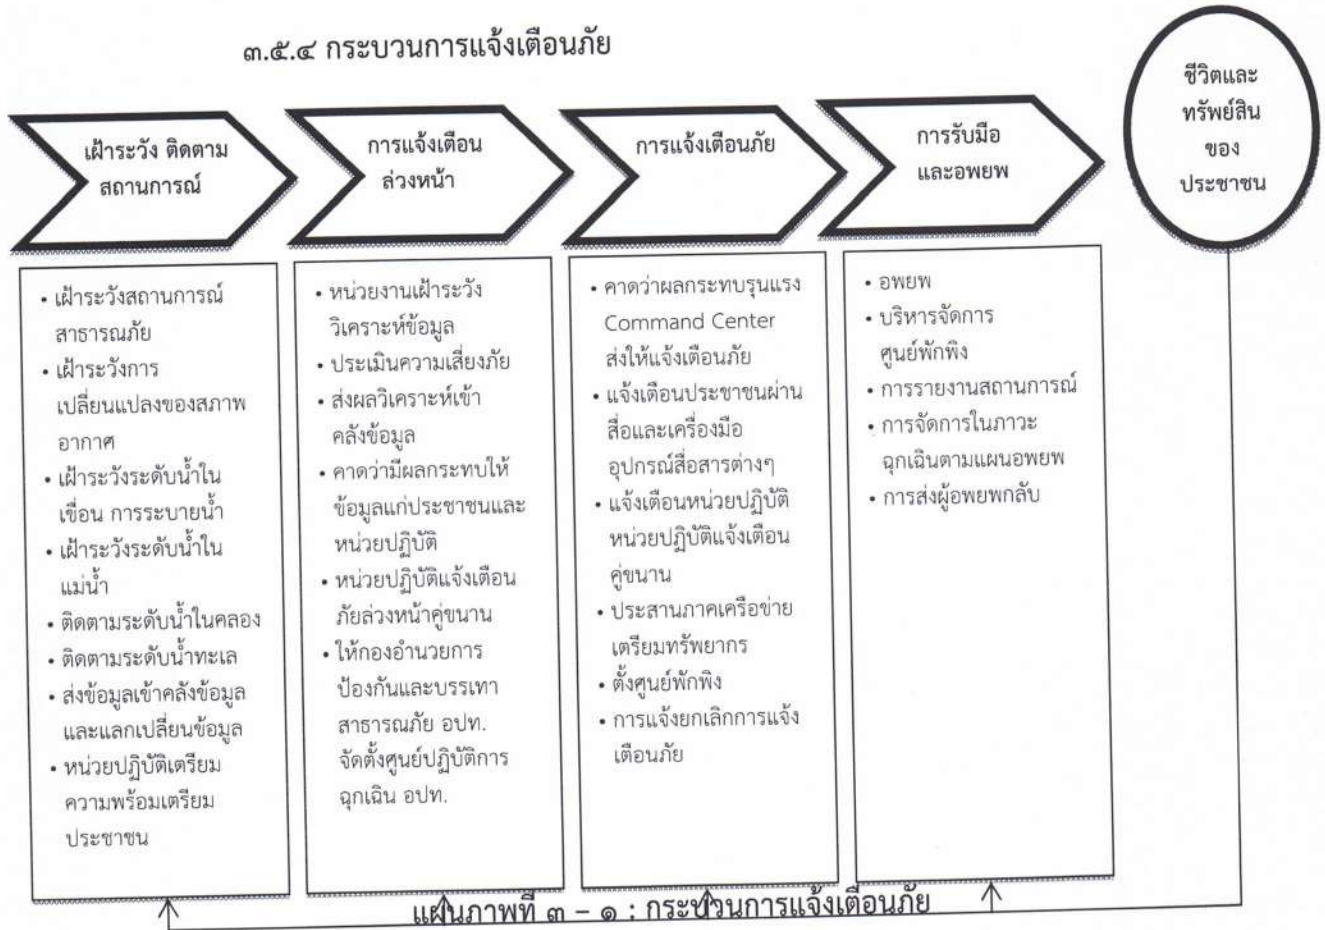 ๓.๕.๔ กระบวนการแจ้งเตือนภัย
เฝ้าระวัง ติดตาม
สถานการณ์
การแจ้งเตือน
ล่วงหน้า
การแจ้งเตือนภัย
การรับมือ
และอพยพ
ชีวิตและ
ทรัพย์สิน
ของ
ประชาชน
• เฝ้าระวังสถานการณ์
สาธารณภัย
• เฝ้าระวังการ
เปลี่ยนแปลงของสภาพ
อากาศ
• เฝ้าระวังระดับน้ำใน
เขื่อน การระบายน้ำ
• เฝ้าระวังระดับน้ำใน
แม่น้ำ
• ติดตามระดับน้ำในคลอง
• ติดตามระดับน้ำทะเล
• ส่งข้อมูลเข้าคลังข้อมูล
และแลกเปลี่ยนข้อมูล
• หน่วยปฏิบัติเตรียม
ความพร้อมเตรียม
ประชาชน
• หน่วยงานเฝ้าระวัง
วิเคราะห์ข้อมูล
• ประเมินความเสี่ยงภัย
• ส่งผลวิเคราะห์เข้า
คลังข้อมูล
• คาดว่ามีผลกระทบให้
ข้อมูลแก่ประชาชนและ
หน่วยปฏิบัติ
• หน่วยปฏิบัติแจ้งเตือน
ภัยล่วงหน้าคู่ขนาน
• ให้กองอำนวยการ
ป้องกันและบรรเทา
สาธารณภัย อปท.
จัดตั้งศูนย์ปฏิบัติการ
ฉุกเฉิน อปท.
• คาดว่าผลกระทบรุนแรง
Command Center
ส่งให้แจ้งเตือนภัย
• แจ้งเตือนประชาชนผ่าน
สื่อและเครื่องมือ
อุปกรณ์สื่อสารต่างๆ
• แจ้งเตือนหน่วยปฏิบัติ
หน่วยปฏิบัติแจ้งเตือน
คู่ขนาน
• ประสานภาคเครือข่าย
เตรียมทรัพยากร
• ตั้งศูนย์พักพิง
• การแจ้งยกเลิกการแจ้ง
เตือนภัย
• อพยพ
• บริหารจัดการ
ศูนย์พักพิง
• การรายงานสถานการณ์
• การจัดการในภาวะ
ฉุกเฉินตามแผนอพยพ
• การส่งผู้อพยพกลับ
แผ่นภาพที่ ๓ – ๑ : กระบวนการแจ้งเตือนภัย